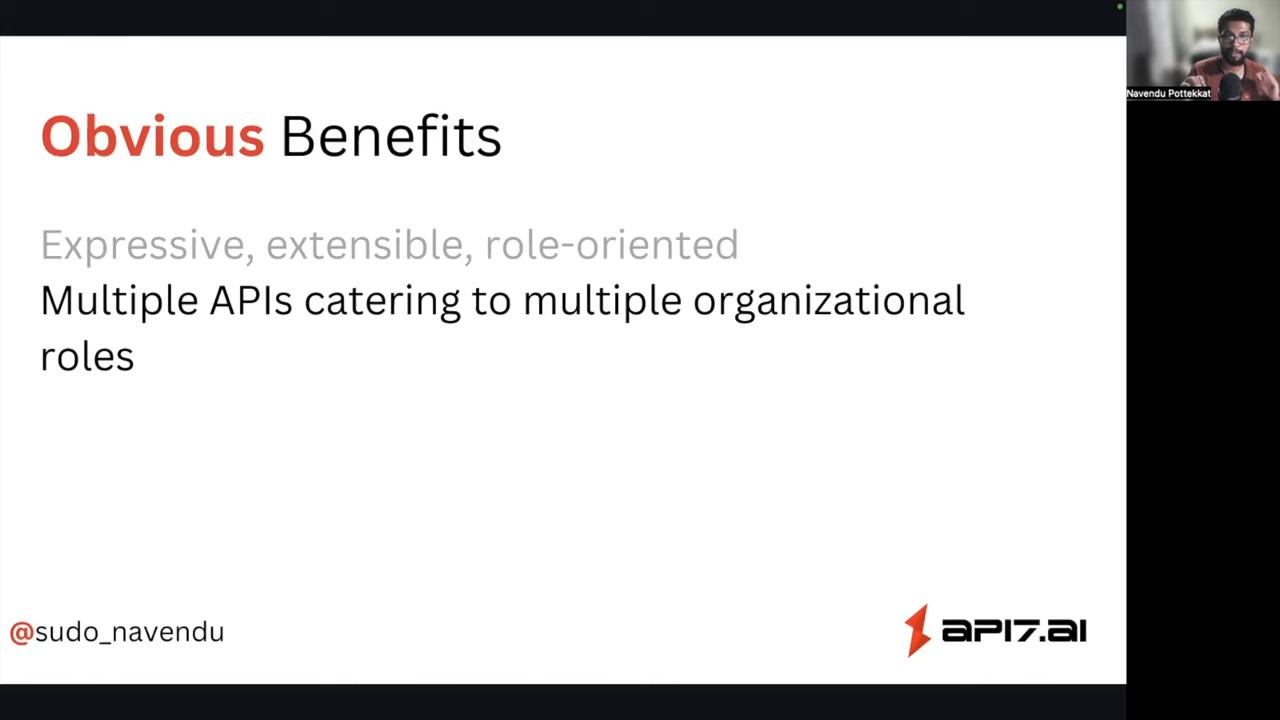 Obvious Benefits
Expressive, extensible, role-oriented
Multiple APIs catering to multiple organizational
roles
@sudo_navendu
API7.AI
Navendu Pottekkat